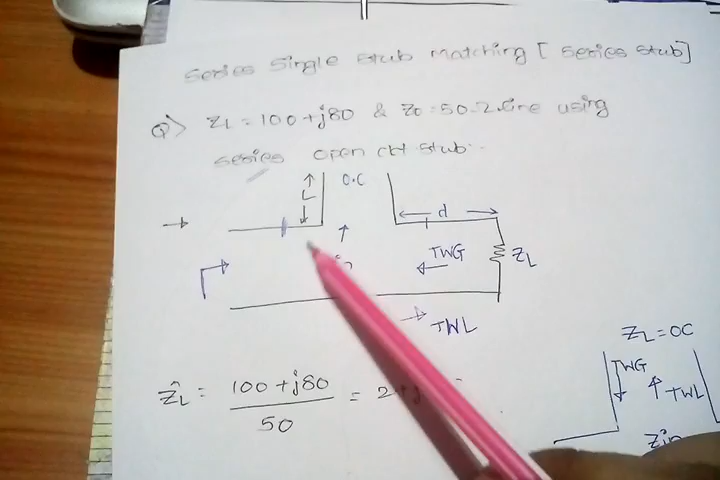 Series Single Stub Matching [ Series Stub]
Q> ZL = 100+j80 & Z0 = 50-Ω line using
series open ckt stub.
O.C
L
d
TWG
ZL
TWL
ẐL = 100+j80 / 50 = 2+j
ZL = OC
TWG
TWL
Zin